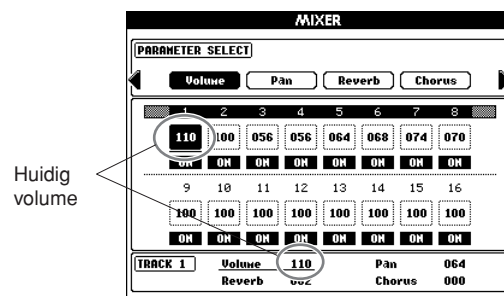 MIXER
PARAMETER SELECT
Volume Pan Reverb Chorus
1 2 3 4 5 6 7 8
110 100 056 056 064 068 074 070
ON ON ON ON ON ON ON ON
Huidig
volume
9 10 11 12 13 14 15 16
100 100 100 100 100 100 100 100
ON ON ON ON ON ON ON ON
TRACK 1 Volume 110 Pan 064
Reverb 002 Chorus 000